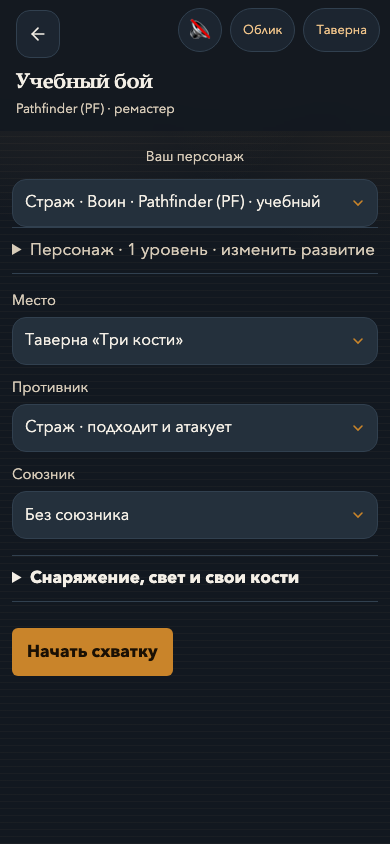 Облик
Таверна
Учебный бой
Pathfinder (PF) · ремастер
Ваш персонаж
Страж · Воин · Pathfinder (PF) · учебный
Персонаж · 1 уровень · изменить развитие
Место
Таверна «Три кости»
Противник
Страж · подходит и атакует
Союзник
Без союзника
Снаряжение, свет и свои кости
Начать схватку